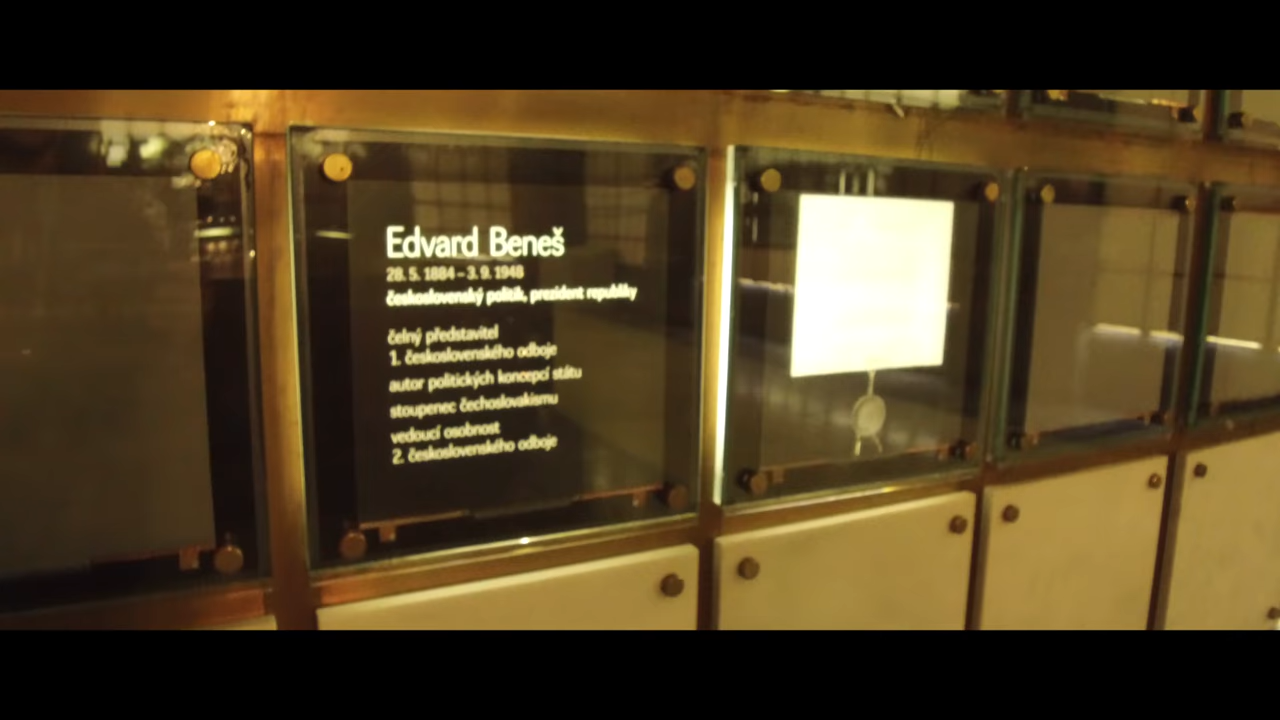 Edvard Beneš
28. 5. 1884 – 3. 9. 1948
československý politik, prezident republiky
čelný představitel
1. československého odboje
autor politických koncepcí státu
stoupenec čechoslovakismu
vedoucí osobnost
2. československého odboje